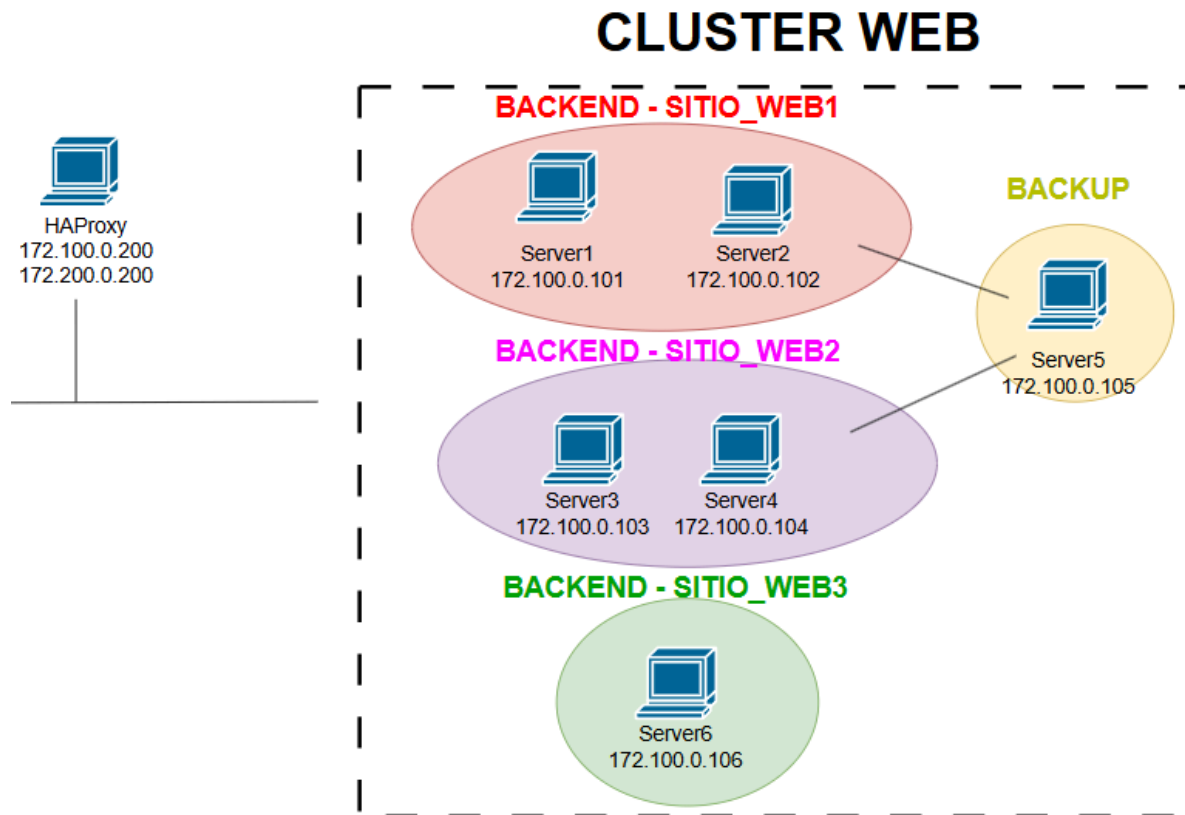 CLUSTER WEB
HAProxy
172.100.0.200
172.200.0.200
BACKEND - SITIO_WEB1
Server1
172.100.0.101
Server2
172.100.0.102
BACKUP
Server5
172.100.0.105
BACKEND - SITIO_WEB2
Server3
172.100.0.103
Server4
172.100.0.104
BACKEND - SITIO_WEB3
Server6
172.100.0.106